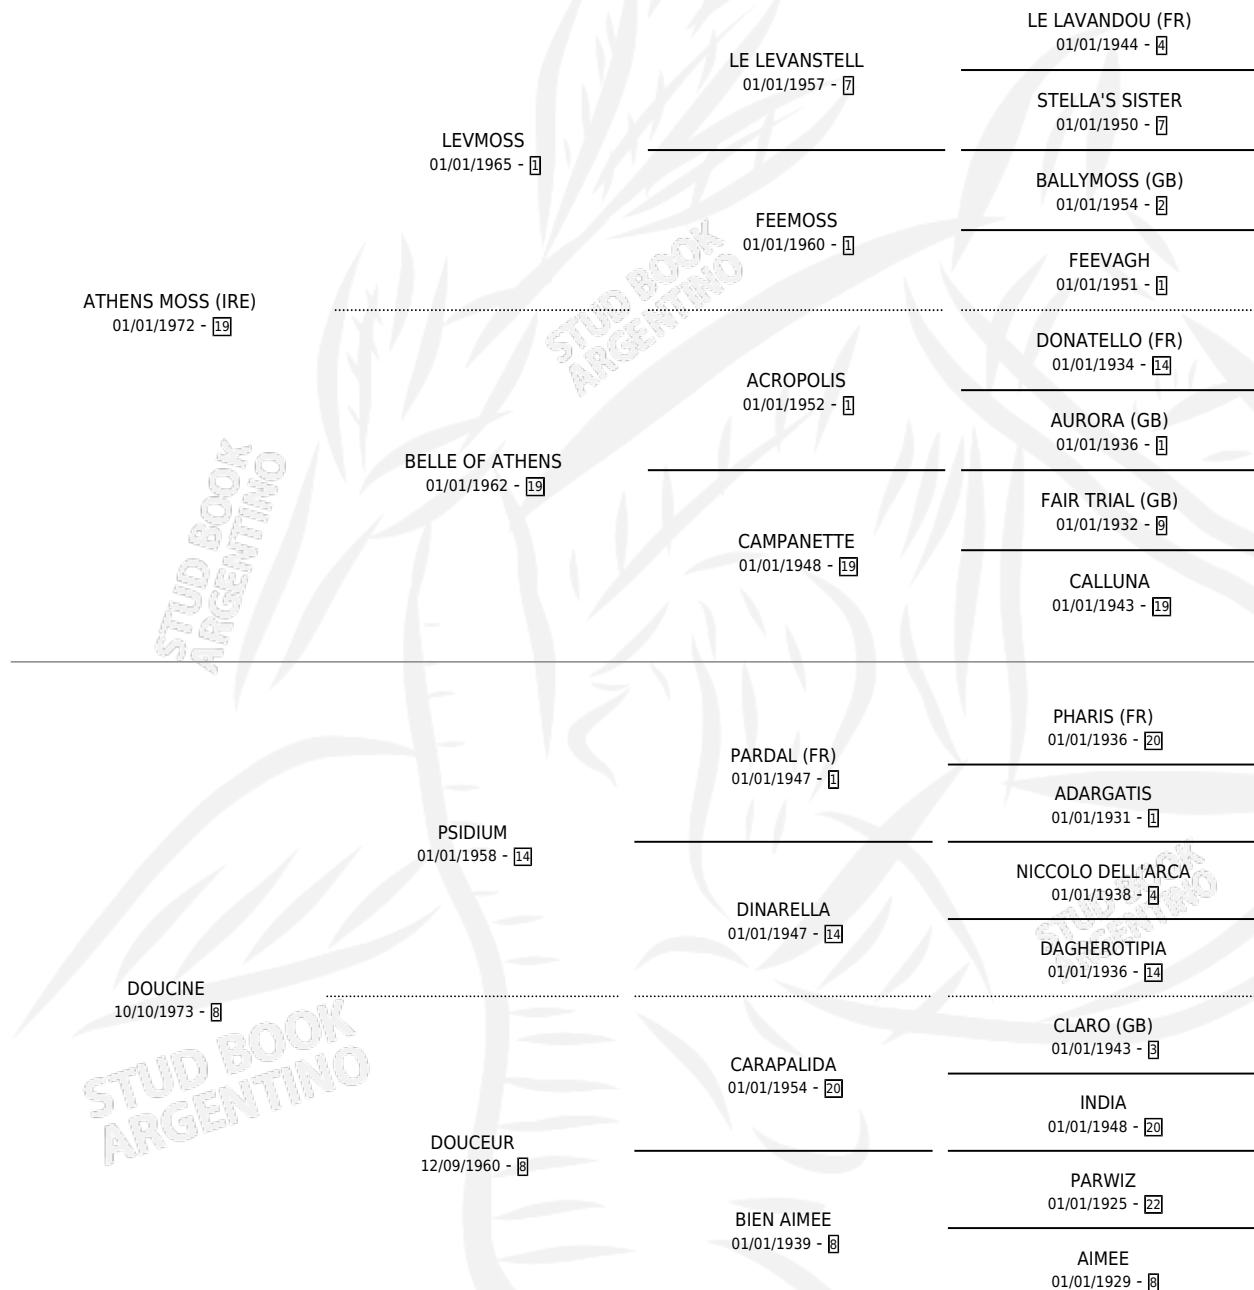 LE LAVANDOU (FR)
01/01/1944 - 4
LE LEVANSTELL
01/01/1957 - 7
STELLA'S SISTER
01/01/1950 - 7
LEVMOSS
01/01/1965 - 1
BALLYMOSS (GB)
01/01/1954 - 2
FEEMOSS
01/01/1960 - 1
FEEVAGH
01/01/1951 - 1
ATHENS MOSS (IRE)
01/01/1972 - 19
DONATELLO (FR)
01/01/1934 - 14
ACROPOLIS
01/01/1952 - 1
AURORA (GB)
01/01/1936 - 1
BELLE OF ATHENS
01/01/1962 - 19
FAIR TRIAL (GB)
01/01/1932 - 9
CAMPANETTE
01/01/1948 - 19
CALLUNA
01/01/1943 - 19
PHARIS (FR)
01/01/1936 - 20
PARDAL (FR)
01/01/1947 - 1
ADARGATIS
01/01/1931 - 1
PSIDIUM
01/01/1958 - 14
NICCOLO DELL'ARCA
01/01/1938 - 4
DINARELLA
01/01/1947 - 14
DAGHEROTIPIA
01/01/1936 - 14
DOUCINE
10/10/1973 - 8
CLARO (GB)
01/01/1943 - 3
CARAPALIDA
01/01/1954 - 20
INDIA
01/01/1948 - 20
DOUCEUR
12/09/1960 - 8
PARWIZ
01/01/1925 - 22
BIEN AIMEE
01/01/1939 - 8
AIMEE
01/01/1929 - 8
STUD BOOK
ARGENTINO
STUD BOOK
ARGENTINO
STUD BOOK
ARGENTINO
STUD BOOK
ARGENTINO